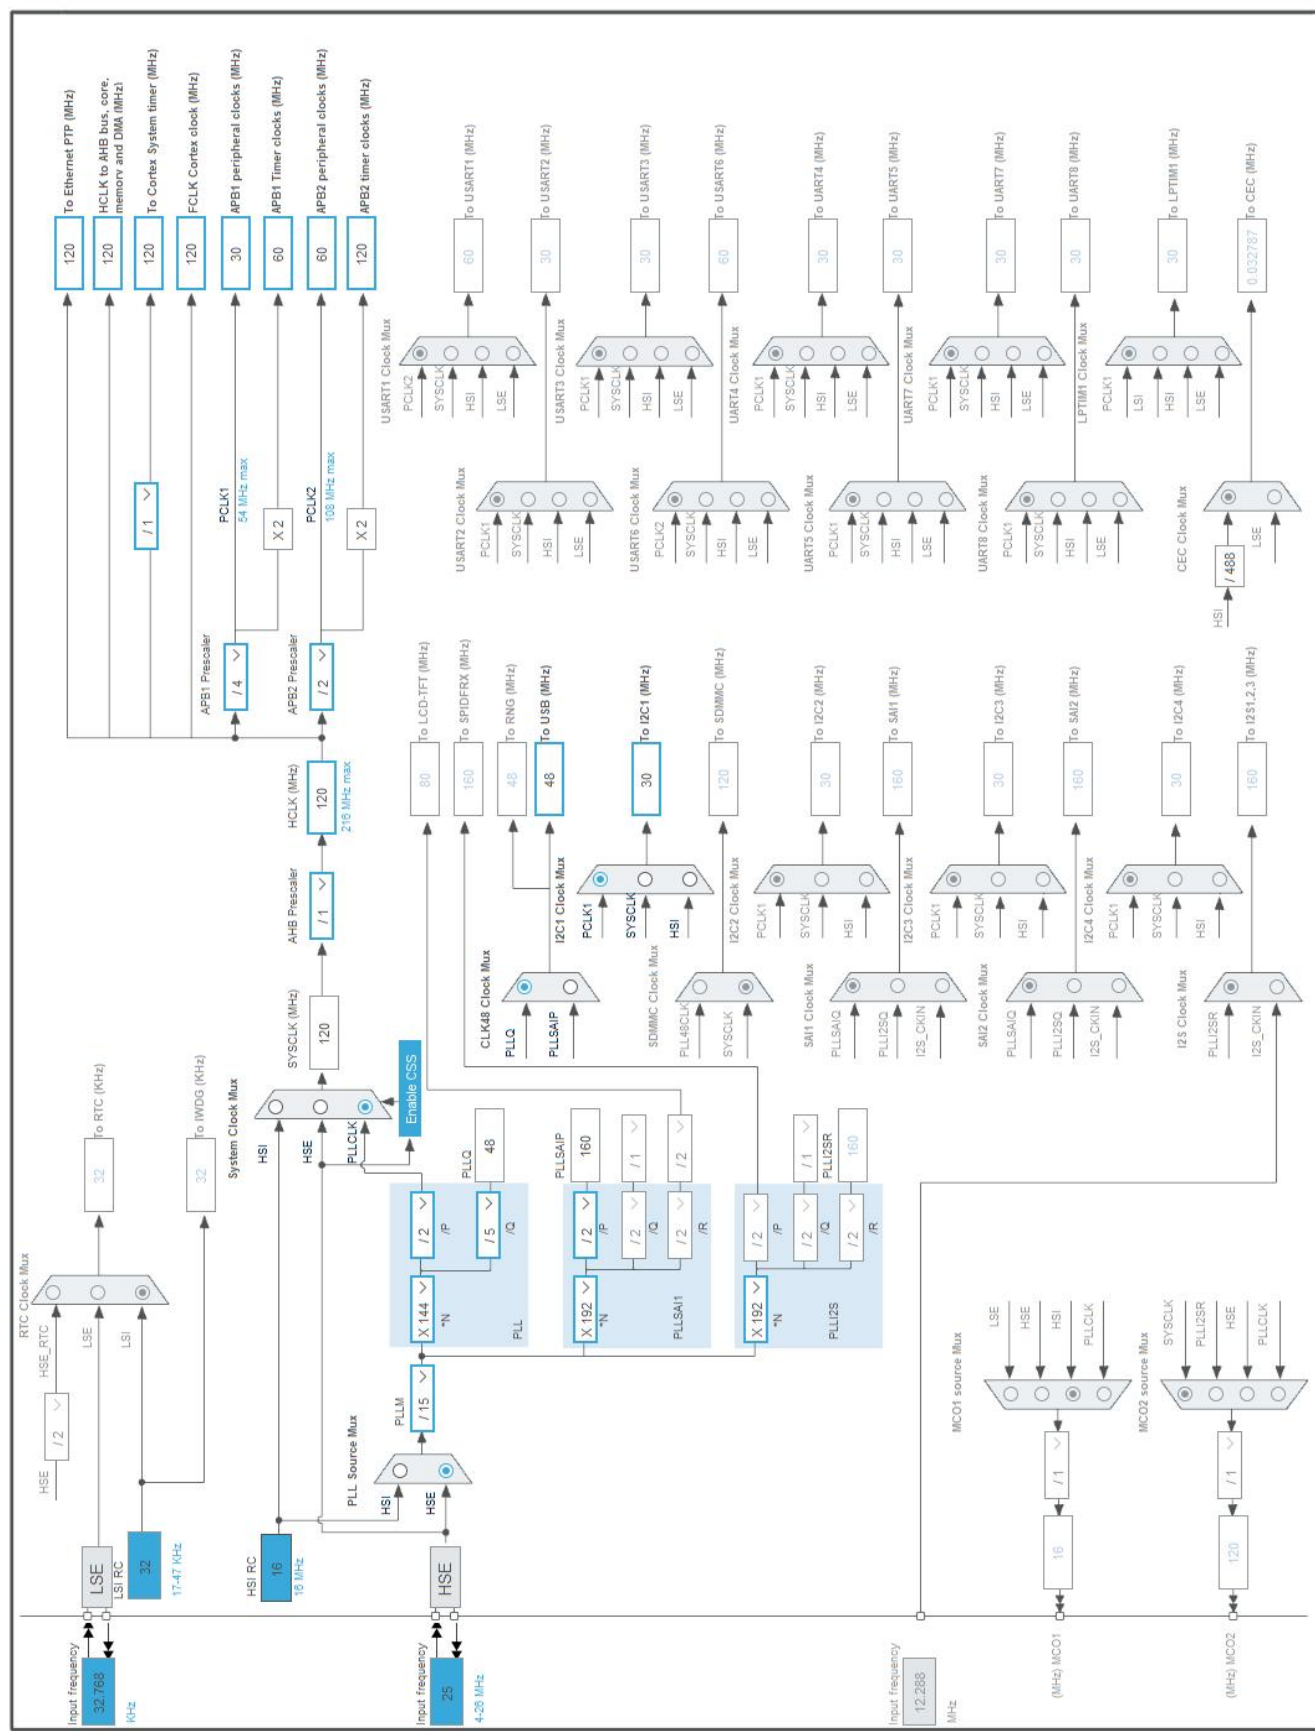 Input frequency
32.768
KHz
LSE
LSI RC
32
17-47 KHz
HSE
/ 2
HSE_RTC
LSE
LSI
RTC Clock Mux
32
To RTC (KHz)
32
To IWDG (KHz)
HSI RC
16
16 MHz
Input frequency
25
4-26 MHz
HSE
PLL Source Mux
HSI
HSE
PLLM
/ 15
X 144
*N
PLL
/ 2
/P
/ 5
/Q
PLLQ
48
X 192
*N
PLLSAI1
/ 2
/P
/ 2
/Q
/ 2
/R
PLLSAIP
160
/ 1
/ 2
X 192
*N
PLLI2S
/ 2
/P
/ 2
/Q
/ 2
/R
/ 1
PLLI2SR
160
System Clock Mux
HSI
HSE
PLLCLK
Enable CSS
SYSCLK (MHz)
120
AHB Prescaler
/ 1
HCLK (MHz)
120
216 MHz max
APB1 Prescaler
/ 4
APB2 Prescaler
/ 2
/ 1
PCLK1
54 MHz max
X 2
PCLK2
108 MHz max
X 2
120
To Ethernet PTP (MHz)
120
HCLK to AHB bus, core,
memory and DMA (MHz)
120
To Cortex System timer (MHz)
120
FCLK Cortex clock (MHz)
30
APB1 peripheral clocks (MHz)
60
APB1 Timer clocks (MHz)
60
APB2 peripheral clocks (MHz)
120
APB2 timer clocks (MHz)
80
To LCD-TFT (MHz)
160
To SPIDFRX (MHz)
48
To RNG (MHz)
48
To USB (MHz)
CLK48 Clock Mux
PLLQ
PLLSAIP
I2C1 Clock Mux
PCLK1
SYSCLK
HSI
30
To I2C1 (MHz)
SDMMC Clock Mux
PLL48CLK
SYSCLK
120
To SDMMC (MHz)
I2C2 Clock Mux
PCLK1
SYSCLK
HSI
30
To I2C2 (MHz)
SAI1 Clock Mux
PLLSAIQ
PLLI2SQ
I2S_CKIN
160
To SAI1 (MHz)
I2C3 Clock Mux
PCLK1
SYSCLK
HSI
30
To I2C3 (MHz)
SAI2 Clock Mux
PLLSAIQ
PLLI2SQ
I2S_CKIN
160
To SAI2 (MHz)
I2C4 Clock Mux
PCLK1
SYSCLK
HSI
30
To I2C4 (MHz)
I2S Clock Mux
PLLI2SR
I2S_CKIN
160
To I2S1,2,3 (MHz)
USART1 Clock Mux
PCLK2
SYSCLK
HSI
LSE
60
To USART1 (MHz)
USART2 Clock Mux
PCLK1
SYSCLK
HSI
LSE
30
To USART2 (MHz)
USART3 Clock Mux
PCLK1
SYSCLK
HSI
LSE
30
To USART3 (MHz)
USART6 Clock Mux
PCLK2
SYSCLK
HSI
LSE
60
To USART6 (MHz)
UART4 Clock Mux
PCLK1
SYSCLK
HSI
LSE
30
To UART4 (MHz)
UART5 Clock Mux
PCLK1
SYSCLK
HSI
LSE
30
To UART5 (MHz)
UART7 Clock Mux
PCLK1
SYSCLK
HSI
LSE
30
To UART7 (MHz)
UART8 Clock Mux
PCLK1
SYSCLK
HSI
LSE
30
To UART8 (MHz)
LPTIM1 Clock Mux
PCLK1
LSI
HSI
LSE
30
To LPTIM1 (MHz)
CEC Clock Mux
HSI
/ 488
LSE
0.032787
To CEC (MHz)
Input frequency
12.288
MHz
MCO1 source Mux
LSE
HSE
HSI
PLLCLK
/ 1
16
(MHz) MCO1
MCO2 source Mux
SYSCLK
PLLI2SR
HSE
PLLCLK
/ 1
120
(MHz) MCO2